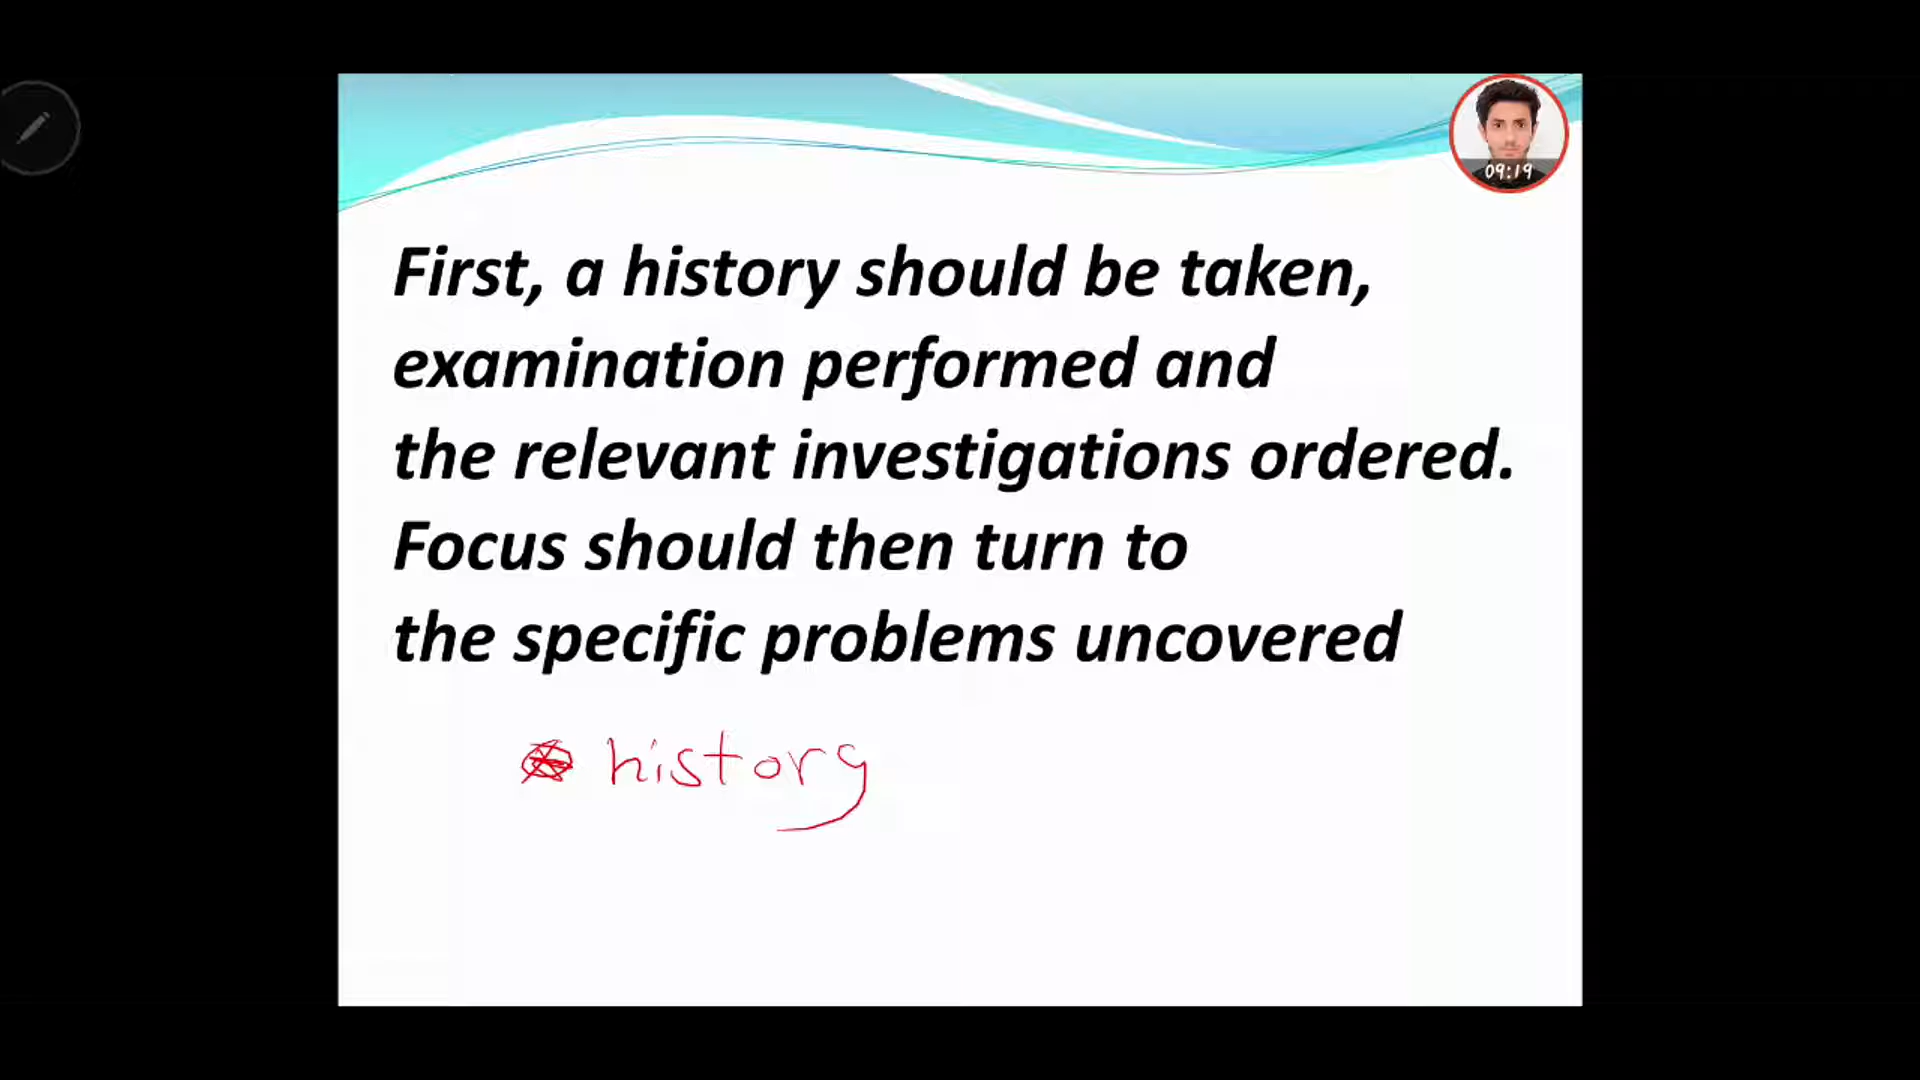 09:19
First, a history should be taken,
examination performed and
the relevant investigations ordered.
Focus should then turn to
the specific problems uncovered
history